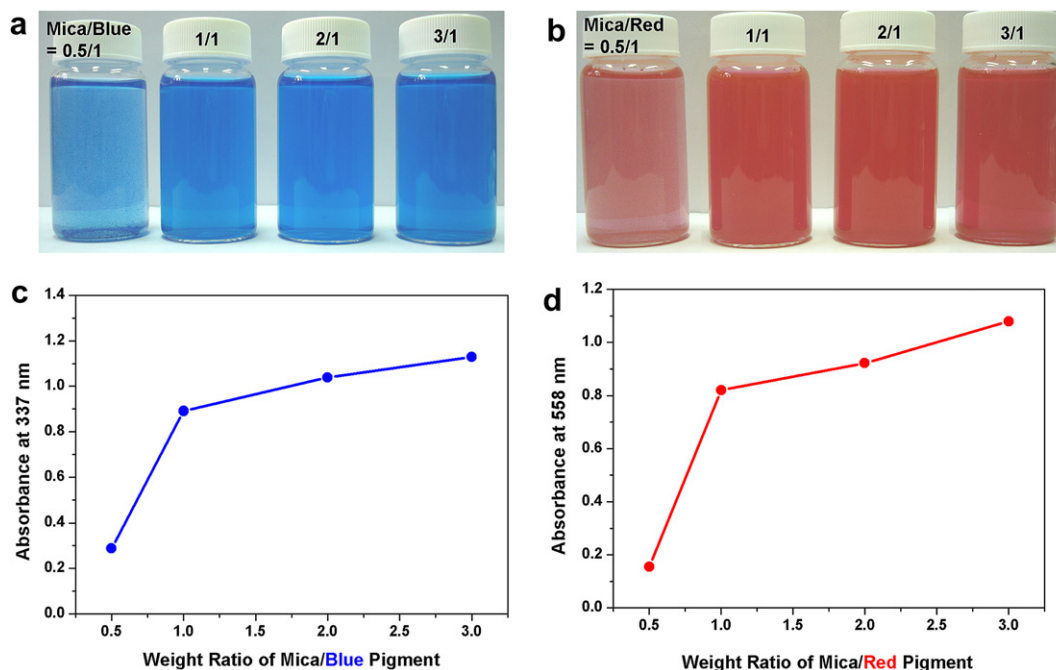 a
Mica/Blue
= 0.5/1
1/1
2/1
3/1
b
Mica/Red
= 0.5/1
1/1
2/1
3/1
c
Absorbance at 337 nm
1.4
1.2
1.0
0.8
0.6
0.4
0.2
0.0
0.5 1.0 1.5 2.0 2.5 3.0
Weight Ratio of Mica/Blue Pigment
d
Absorbance at 558 nm
1.2
1.0
0.8
0.6
0.4
0.2
0.0
0.5 1.0 1.5 2.0 2.5 3.0
Weight Ratio of Mica/Red Pigment